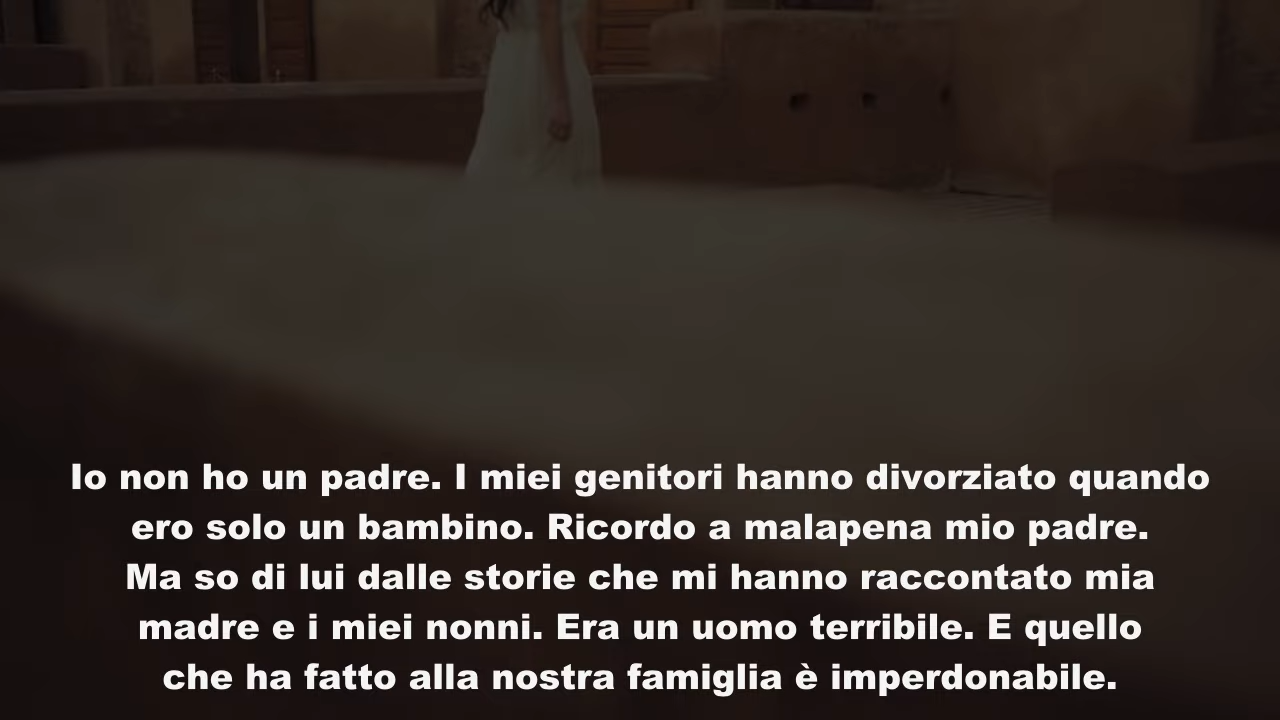 Io non ho un padre. I miei genitori hanno divorziato quando
ero solo un bambino. Ricordo a malapena mio padre.
Ma so di lui dalle storie che mi hanno raccontato mia
madre e i miei nonni. Era un uomo terribile. E quello
che ha fatto alla nostra famiglia è imperdonabile.